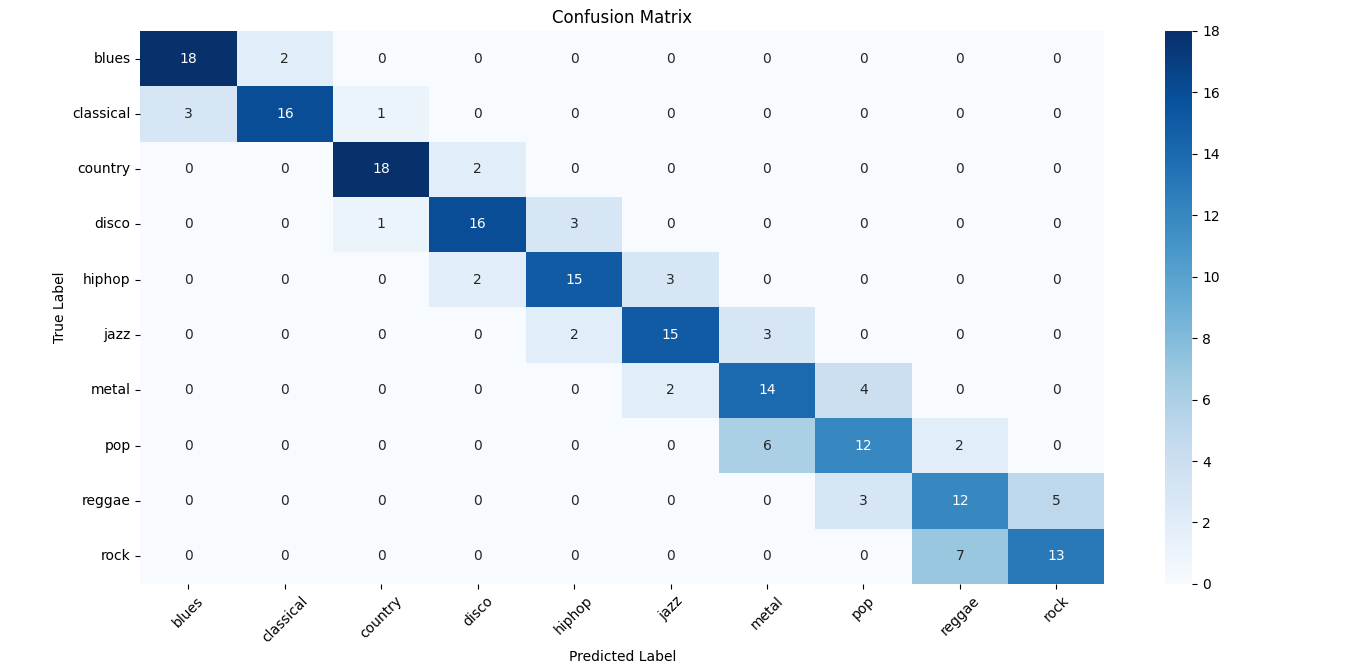 Confusion Matrix
blues 18 2 0 0 0 0 0 0 0 0
classical 3 16 1 0 0 0 0 0 0 0
country 0 0 18 2 0 0 0 0 0 0
disco 0 0 1 16 3 0 0 0 0 0
hiphop 0 0 0 2 15 3 0 0 0 0
jazz 0 0 0 0 2 15 3 0 0 0
metal 0 0 0 0 0 2 14 4 0 0
pop 0 0 0 0 0 0 6 12 2 0
reggae 0 0 0 0 0 0 0 3 12 5
rock 0 0 0 0 0 0 0 0 7 13
True Label
blues classical country disco hiphop jazz metal pop reggae rock
Predicted Label
18
16
14
12
10
8
6
4
2
0